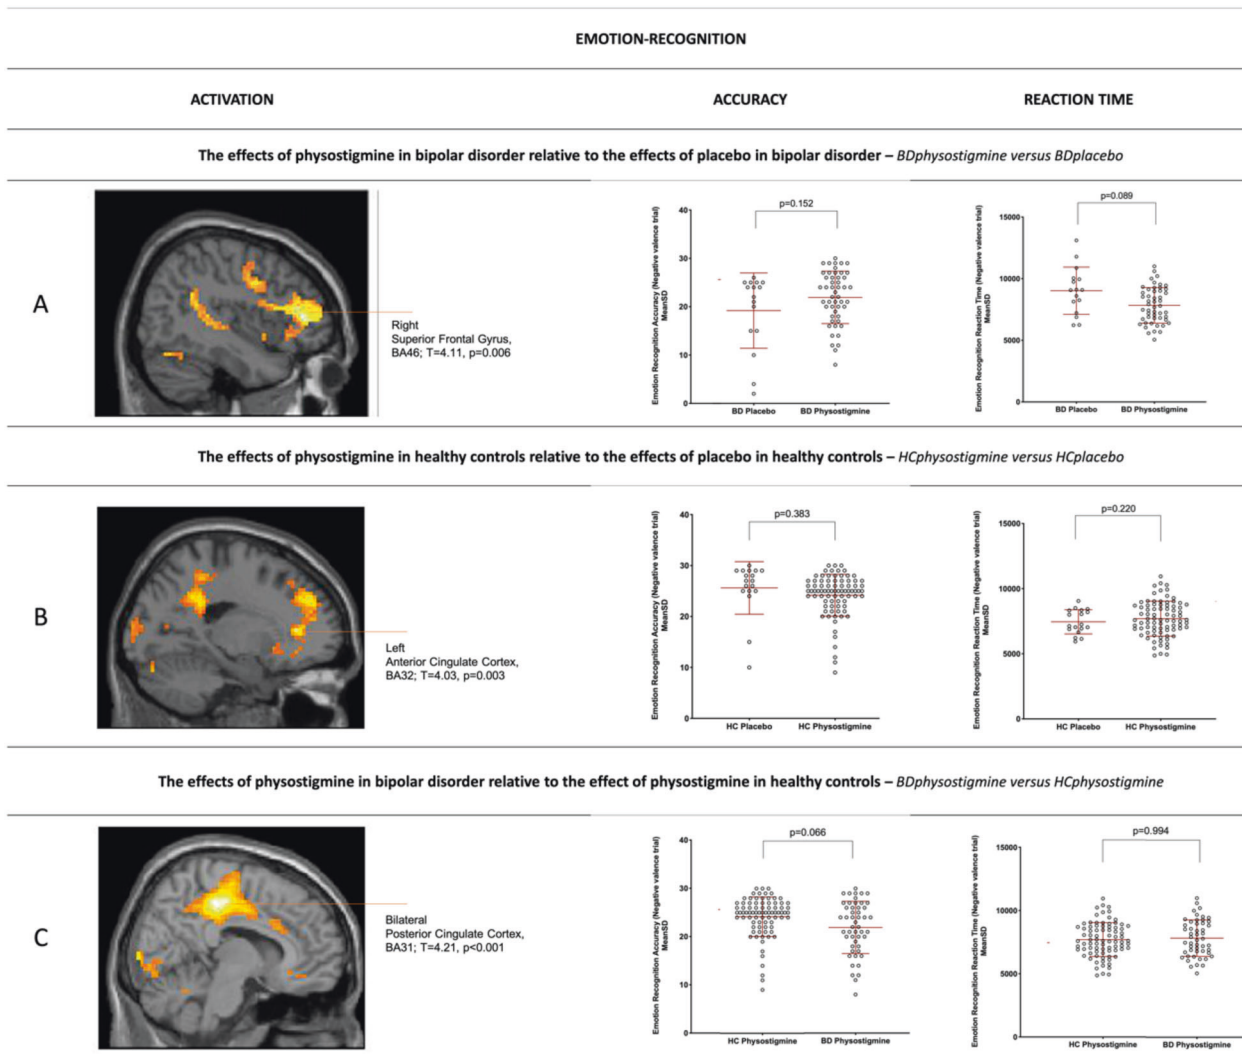 EMOTION-RECOGNITION
ACTIVATION
ACCURACY
REACTION TIME
The effects of physostigmine in bipolar disorder relative to the effects of placebo in bipolar disorder – BDphysostigmine versus BDplacebo
A
Right
Superior Frontal Gyrus,
BA46; T=4.11, p=0.006
Emotion Recognition Accuracy (Negative valence trial)
MeanSD
40
30
20
10
0
p=0.152
BD Placebo
BD Physostigmine
Emotion Recognition Reaction Time (Negative valence trial)
MeanSD
15000
10000
5000
0
p=0.089
BD Placebo
BD Physostigmine
The effects of physostigmine in healthy controls relative to the effects of placebo in healthy controls – HCphysostigmine versus HCplacebo
B
Left
Anterior Cingulate Cortex,
BA32; T=4.03, p=0.003
Emotion Recognition Accuracy (Negative valence trial)
MeanSD
40
30
20
10
0
p=0.383
HC Placebo
HC Physostigmine
Emotion Recognition Reaction Time (Negative valence trial)
MeanSD
15000
10000
5000
0
p=0.220
HC Placebo
HC Physostigmine
The effects of physostigmine in bipolar disorder relative to the effect of physostigmine in healthy controls – BDphysostigmine versus HCphysostigmine
C
Bilateral
Posterior Cingulate Cortex,
BA31; T=4.21, p<0.001
Emotion Recognition Accuracy (Negative valence trial)
MeanSD
40
30
20
10
0
p=0.066
HC Physostigmine
BD Physostigmine
Emotion Recognition Reaction Time (Negative valence trial)
MeanSD
15000
10000
5000
0
p=0.994
HC Physostigmine
BD Physostigmine